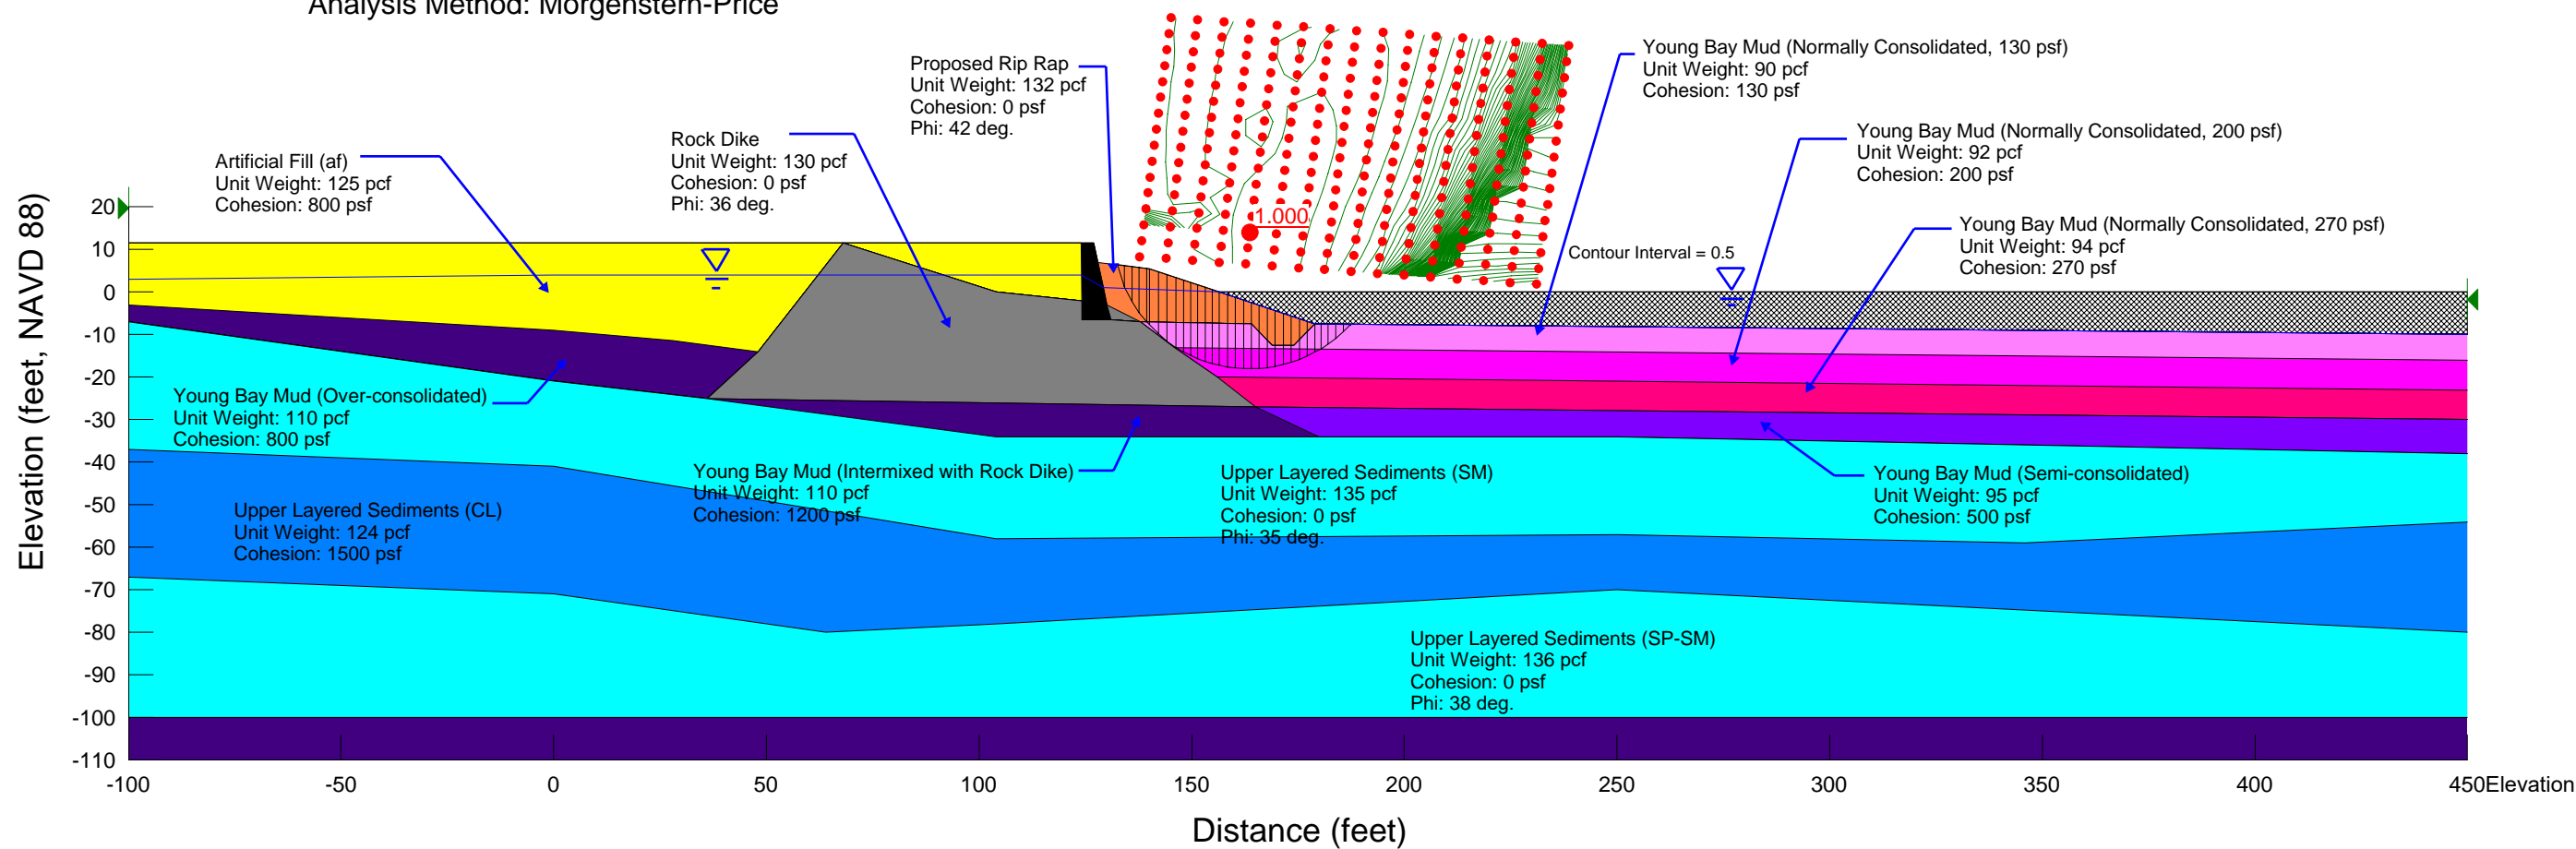 Analysis Method: Morgenstern-Price
Proposed Rip Rap
Unit Weight: 132 pcf
Cohesion: 0 psf
Phi: 42 deg.
Young Bay Mud (Normally Consolidated, 130 psf)
Unit Weight: 90 pcf
Cohesion: 130 psf
Rock Dike
Unit Weight: 130 pcf
Cohesion: 0 psf
Phi: 36 deg.
Young Bay Mud (Normally Consolidated, 200 psf)
Unit Weight: 92 pcf
Cohesion: 200 psf
Artificial Fill (af)
Unit Weight: 125 pcf
Cohesion: 800 psf
1.000
Young Bay Mud (Normally Consolidated, 270 psf)
Unit Weight: 94 pcf
Cohesion: 270 psf
Contour Interval = 0.5
Elevation (feet, NAVD 88)
20
10
0
-10
-20
-30
-40
-50
-60
-70
-80
-90
-100
-110
Young Bay Mud (Over-consolidated)
Unit Weight: 110 pcf
Cohesion: 800 psf
Young Bay Mud (Intermixed with Rock Dike)
Unit Weight: 110 pcf
Cohesion: 1200 psf
Upper Layered Sediments (SM)
Unit Weight: 135 pcf
Cohesion: 0 psf
Phi: 35 deg.
Young Bay Mud (Semi-consolidated)
Unit Weight: 95 pcf
Cohesion: 500 psf
Upper Layered Sediments (CL)
Unit Weight: 124 pcf
Cohesion: 1500 psf
Upper Layered Sediments (SP-SM)
Unit Weight: 136 pcf
Cohesion: 0 psf
Phi: 38 deg.
-100 -50 0 50 100 150 200 250 300 350 400 450 Elevation
Distance (feet)